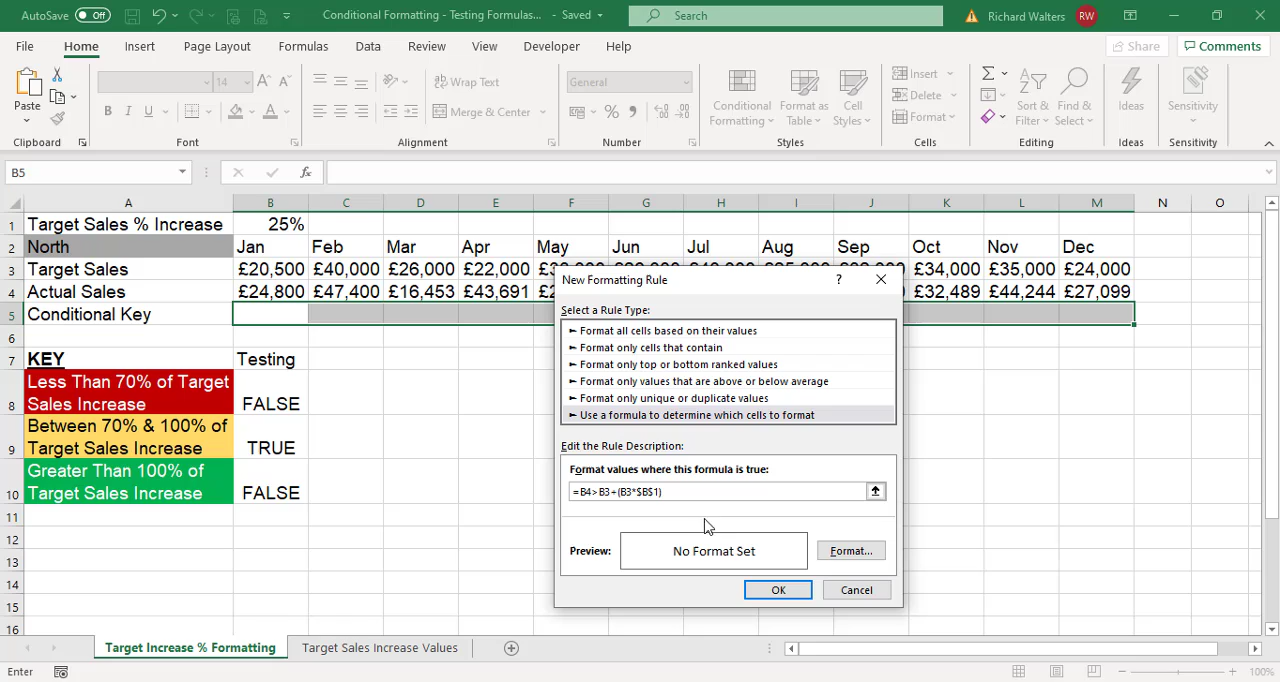 AutoSave Off Conditional Formatting - Testing Formulas... - Saved Search Richard Walters RW
File Home Insert Page Layout Formulas Data Review View Developer Help Share Comments
Paste 14 A A Wrap Text General Conditional Formatting Format as Table Cell Styles Insert Delete Format Sort & Filter Find & Select Ideas Sensitivity
B I U A Merge & Center % ,
Clipboard Font Alignment Number Styles Cells Editing Ideas Sensitivity
B5 fx
A B C D E F G H I J K L M N O
1 Target Sales % Increase 25%
2 North Jan Feb Mar Apr May Jun Jul Aug Sep Oct Nov Dec
3 Target Sales £20,500 £40,000 £26,000 £22,000 £34,000 £35,000 £24,000
4 Actual Sales £24,800 £47,400 £16,453 £43,691 £32,489 £44,244 £27,099
5 Conditional Key
6
7 KEY Testing
8 Less Than 70% of Target
Sales Increase FALSE
9 Between 70% & 100% of
Target Sales Increase TRUE
10 Greater Than 100% of
Target Sales Increase FALSE
11
12
13
14
15
16
New Formatting Rule ?
Select a Rule Type:
► Format all cells based on their values
► Format only cells that contain
► Format only top or bottom ranked values
► Format only values that are above or below average
► Format only unique or duplicate values
► Use a formula to determine which cells to format
Edit the Rule Description:
Format values where this formula is true:
=B4>B3+(B3*$B$1)
Preview: No Format Set Format...
OK Cancel
Target Increase % Formatting Target Sales Increase Values
Enter 100%